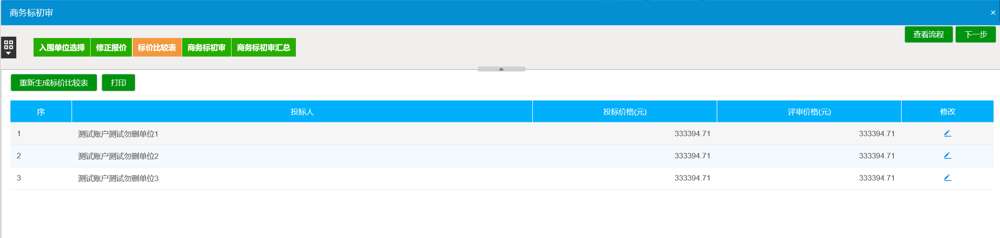 商务标初审
×
查看流程 下一步
入围单位选择 修正报价 标价比较表 商务标初审 商务标初审汇总
重新生成标价比较表 打印
序 投标人 投标价格(元) 评审价格(元) 修改
1 测试账户测试勿删单位1 333394.71 333394.71
2 测试账户测试勿删单位2 333394.71 333394.71
3 测试账户测试勿删单位3 333394.71 333394.71